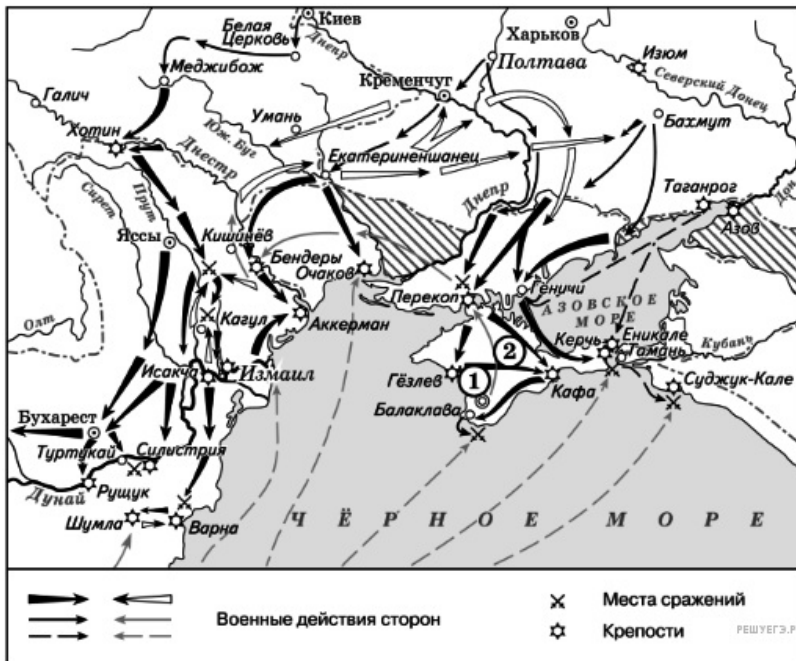 Киев
Белая
Церковь
Днепр
Харьков
Изюм
Полтава
Меджибож
Кременчуг
Северский Донец
Галич
Умань
Бахмут
Хотин
Юж. Буг
Днестр
Екатериненшанец
Сирет
Прут
Днепр
Таганрог
Дон
Азов
Яссы
Кишинёв
Бендеры
Очаков
Перекоп
Геничи
АЗОВСКОЕ
МОРЕ
Олт
Кагул
Аккерман
Керчь
Еникале
Тамань
Кубань
2
Исакча
Измаил
Гёзлев
1
Кафа
Суджук-Кале
Бухарест
Балаклава
Туртукай
Силистрия
Дунай
Рущук
Шумла
Варна
ЧЁРНОЕ МОРЕ
Военные действия сторон
Места сражений
Крепости
РЕШУЕГЭ.Р